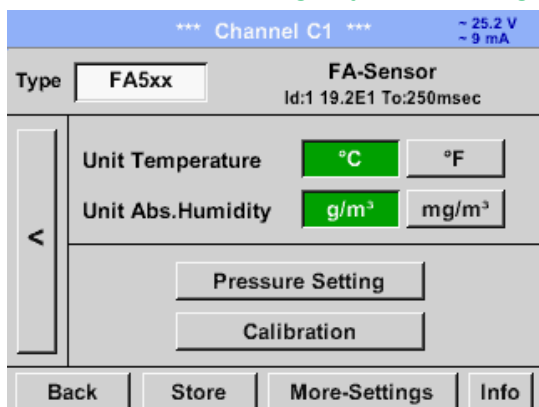 *** Channel C1 ***
~ 25.2 V
~ 9 mA
Type
FA5xx
FA-Sensor
Id:1 19.2E1 To:250msec
<
Unit Temperature
°C
°F
Unit Abs.Humidity
g/m³
mg/m³
Pressure Setting
Calibration
Back
Store
More-Settings
Info